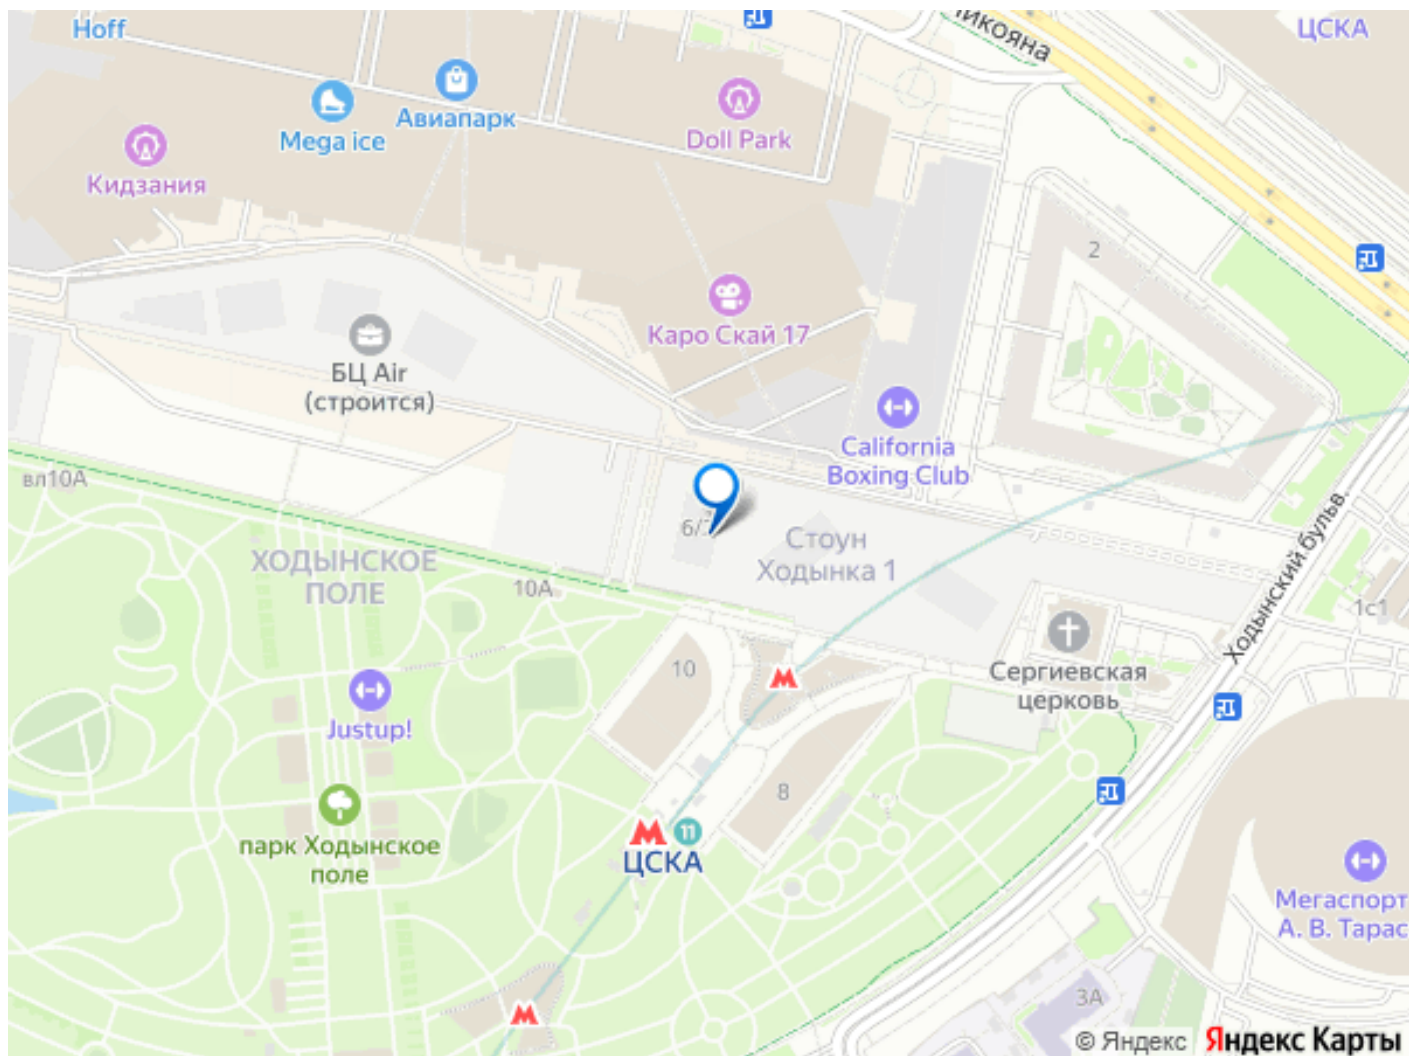 Hoff
ЦСКА
Микояна
Авиапарк
Mega ice
Doll Park
Кидзания
2
Каро Скай 17
БЦ Air
(строится)
California
Boxing Club
вл10А
6/
Стоун
Ходынка 1
ХОДЫНСКОЕ
ПОЛЕ
10А
Ходынский бульв.
1с1
10
Сергиевская
церковь
Justup!
8
парк Ходынское
поле
11
ЦСКА
Мегаспорт
А. В. Тарас
3А
© Яндекс
Яндекс Карты